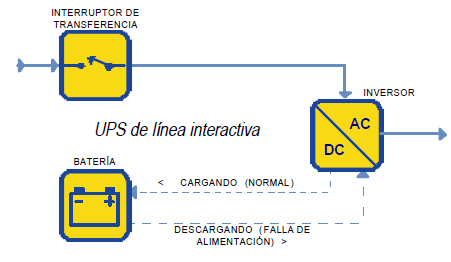 INTERRUPTOR DE
TRANSFERENCIA
INVERSOR
AC
DC
UPS de línea interactiva
BATERÍA
< CARGANDO (NORMAL)
DESCARGANDO (FALLA DE
ALIMENTACIÓN) >